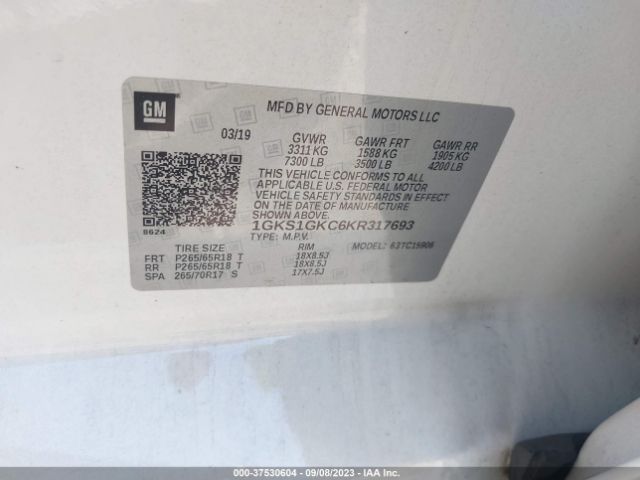 GM
MFD BY GENERAL MOTORS LLC
03/19 GVWR GAWR FRT GAWR RR
3311 KG 1588 KG 1905 KG
7300 LB 3500 LB 4200 LB
THIS VEHICLE CONFORMS TO ALL
APPLICABLE U.S. FEDERAL MOTOR
VEHICLE SAFETY STANDARDS IN EFFECT
ON THE DATE OF MANUFACTURE
SHOWN ABOVE.
1GKS1GKC6KR317693
8624
TYPE: M.P.V. MODEL:
TIRE SIZE RIM
FRT P265/65R18 T 18X8.5J
RR P265/65R18 T 18X8.5J
SPA 265/70R17 S 17X7.5J
000-37530604 - 09/08/2023 - IAA Inc.